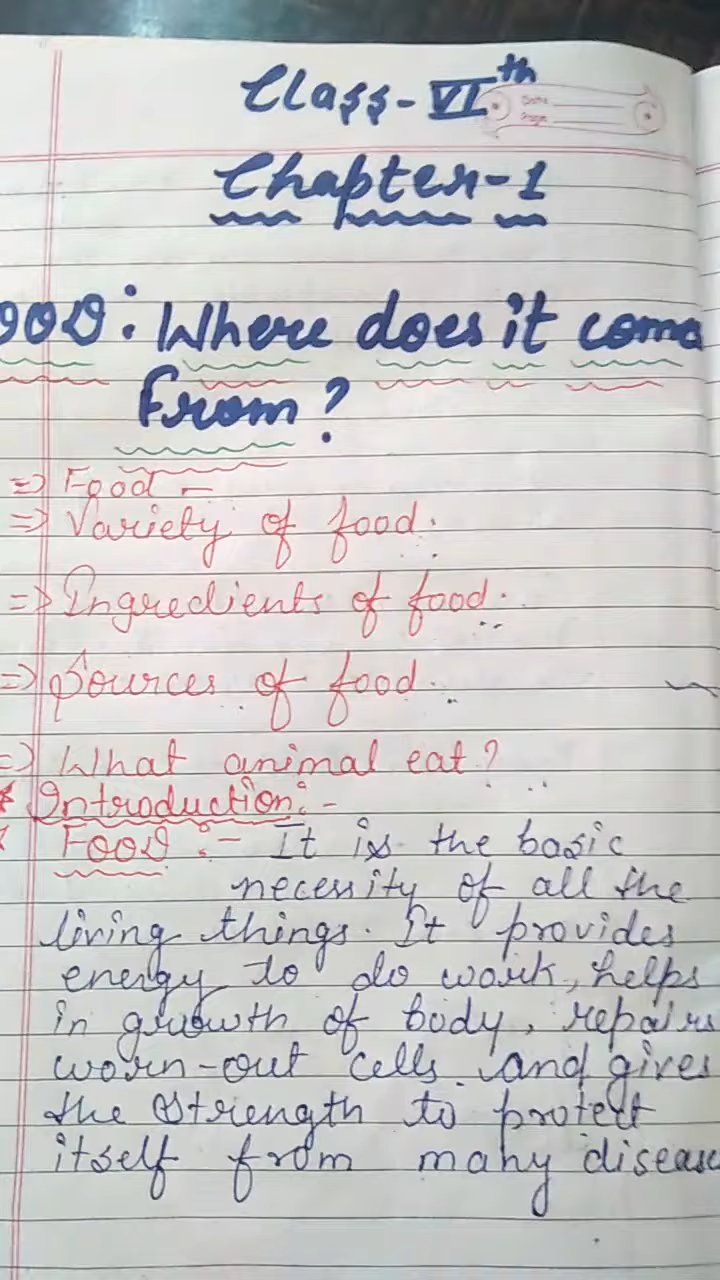 Class-VIth
Date
Page
Chapter-1
OOD: Where does it come
From?
=> Food -
=> Variety of food.
=> Ingredients of food.
=> Sources of food.
=> What animal eat?
* Introduction:-
* Food:- It is the basic
necessity of all the
living things. It provides
energy to do work, helps
in growth of body, repairs
worn-out cells and gives
the strength to protect
itself from many disease